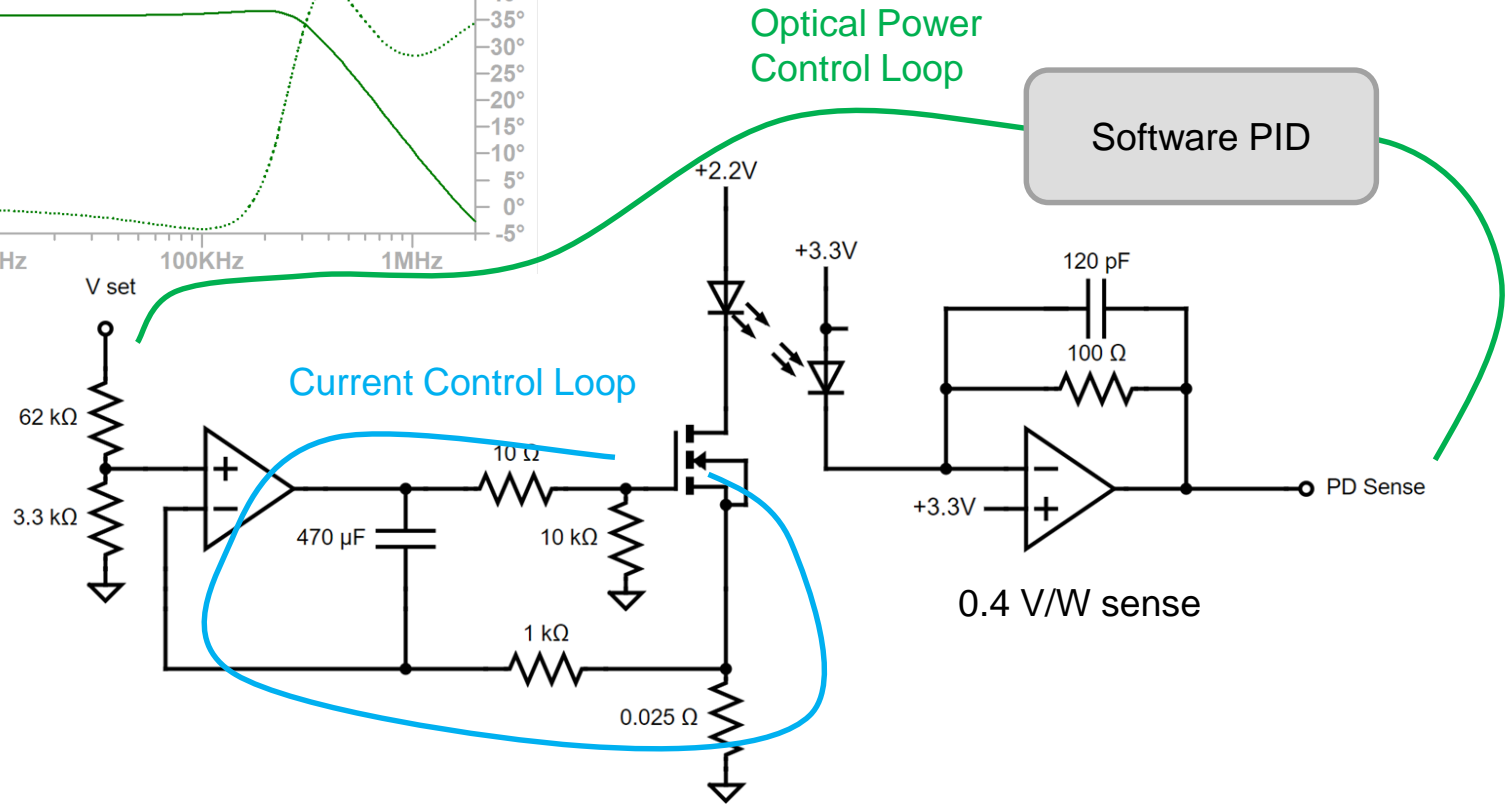 −35°
−30°
−25°
−20°
−15°
−10°
5°
0°
-5°
Hz
100KHz
1MHz
Optical Power
Control Loop
Software PID
+2.2V
+3.3V
V set
120 pF
100 Ω
Current Control Loop
62 kΩ
+
−
10 Ω
3.3 kΩ
470 µF
10 kΩ
−
+3.3V
+
PD Sense
0.4 V/W sense
1 kΩ
0.025 Ω